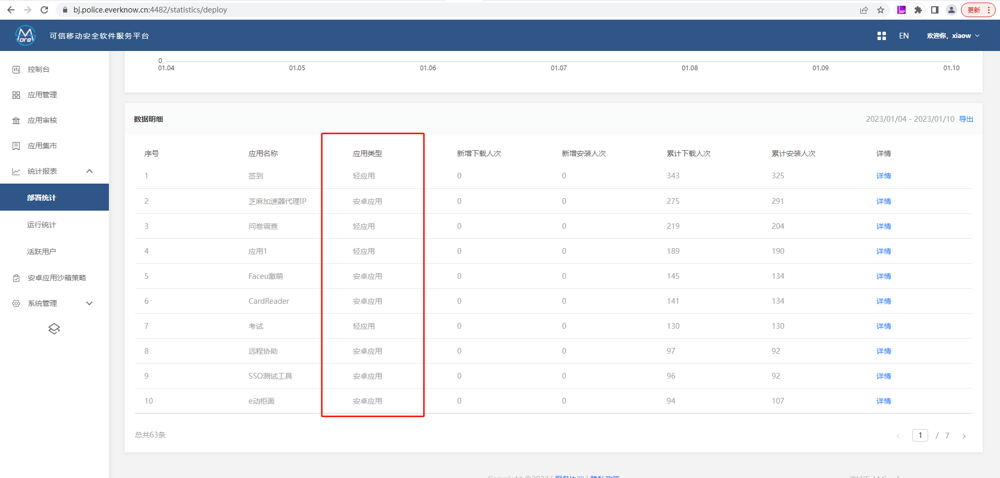 bj.police.everknow.cn:4482/statistics/deploy
RP
更新
More
可信移动安全软件服务平台
EN
欢迎你，xiaow
控制台
应用管理
应用审核
应用集市
统计报表
部署统计
运行统计
活跃用户
安卓应用沙箱策略
系统管理
0
01.04 01.05 01.06 01.07 01.08 01.09 01.10
数据明细 2023/01/04 - 2023/01/10 导出
序号 应用名称 应用类型 新增下载人次 新增安装人次 累计下载人次 累计安装人次 详情
1 签到 轻应用 0 0 343 325 详情
2 芝麻加速器代理IP 安卓应用 0 0 275 291 详情
3 问卷调查 轻应用 0 0 219 204 详情
4 应用1 轻应用 0 0 189 190 详情
5 Faceu激萌 安卓应用 0 0 145 134 详情
6 CardReader 安卓应用 0 0 141 134 详情
7 考试 轻应用 0 0 130 130 详情
8 远程协助 安卓应用 0 0 97 92 详情
9 SSO测试工具 安卓应用 0 0 96 92 详情
10 e动柜面 安卓应用 0 0 94 107 详情
总共63条
1 / 7
Copyright ©2023 | 服务协议 | 隐私政策